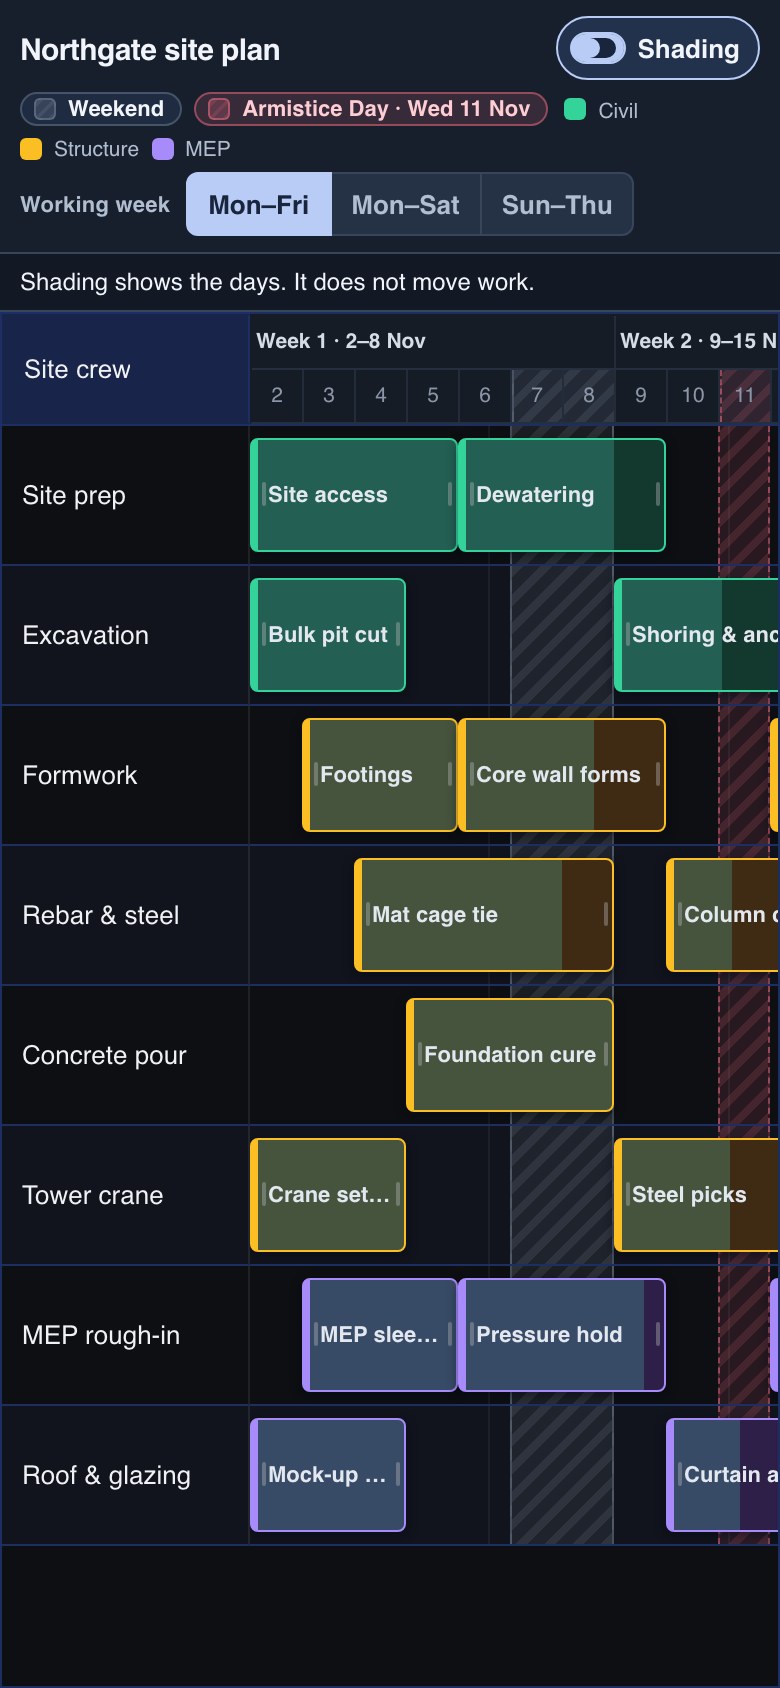 Northgate site plan
Shading
Weekend
Armistice Day · Wed 11 Nov
Civil
Structure
MEP
Working week
Mon–Fri
Mon–Sat
Sun–Thu
Shading shows the days. It does not move work.
Site crew
Week 1 · 2–8 Nov
Week 2 · 9–15 N
2 3 4 5 6 7 8 9 10 11
Site prep
Site access
Dewatering
Excavation
Bulk pit cut
Shoring & anc
Formwork
Footings
Core wall forms
Rebar & steel
Mat cage tie
Column c
Concrete pour
Foundation cure
Tower crane
Crane set…
Steel picks
MEP rough-in
MEP slee…
Pressure hold
Roof & glazing
Mock-up …
Curtain a